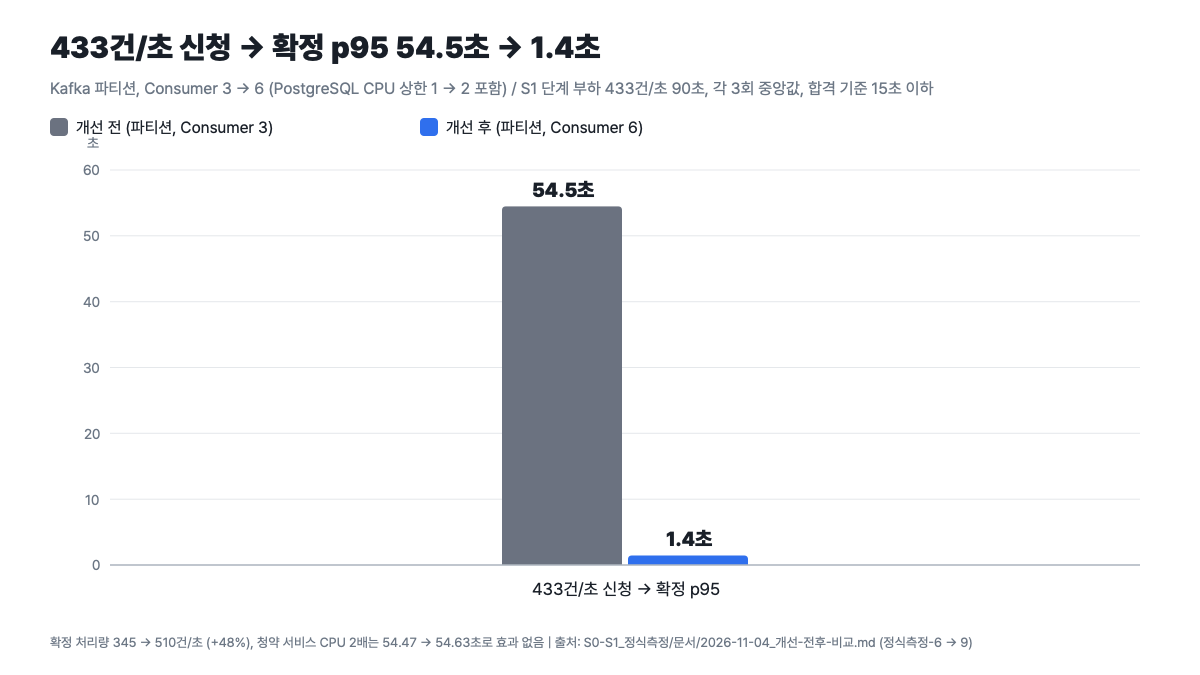 433건/초 신청 → 확정 p95 54.5초 → 1.4초
Kafka 파티션, Consumer 3 → 6 (PostgreSQL CPU 상한 1 → 2 포함) / S1 단계 부하 433건/초 90초, 각 3회 중앙값, 합격 기준 15초 이하
개선 전 (파티션, Consumer 3)
개선 후 (파티션, Consumer 6)
초
60
54.5초
50
40
30
20
10
1.4초
0
433건/초 신청 → 확정 p95
확정 처리량 345 → 510건/초 (+48%), 청약 서비스 CPU 2배는 54.47 → 54.63초로 효과 없음 | 출처: S0-S1_정식측정/문서/2026-11-04_개선-전후-비교.md (정식측정-6 → 9)